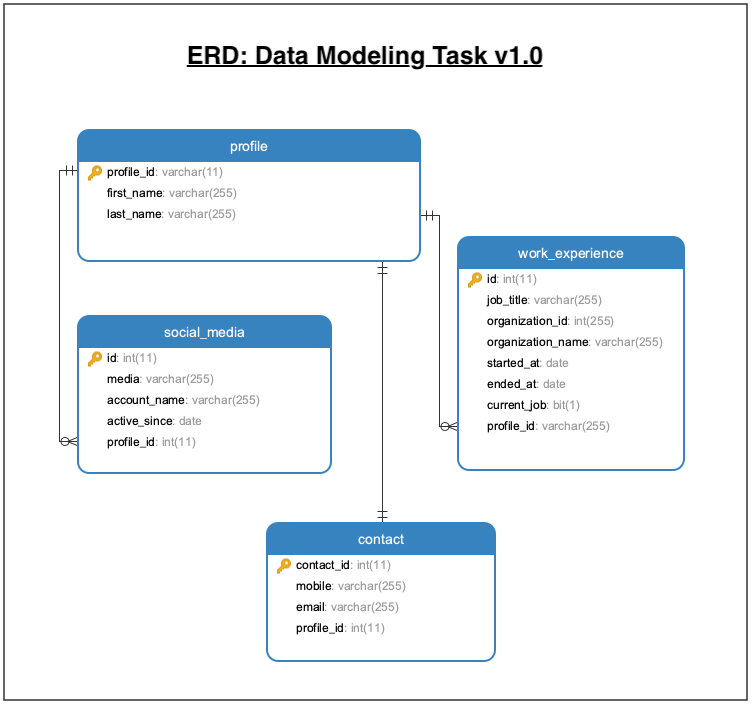 ERD: Data Modeling Task v1.0
profile
profile_id: varchar(11)
first_name: varchar(255)
last_name: varchar(255)
work_experience
id: int(11)
job_title: varchar(255)
organization_id: int(255)
organization_name: varchar(255)
started_at: date
ended_at: date
current_job: bit(1)
profile_id: varchar(255)
social_media
id: int(11)
media: varchar(255)
account_name: varchar(255)
active_since: date
profile_id: int(11)
contact
contact_id: int(11)
mobile: varchar(255)
email: varchar(255)
profile_id: int(11)